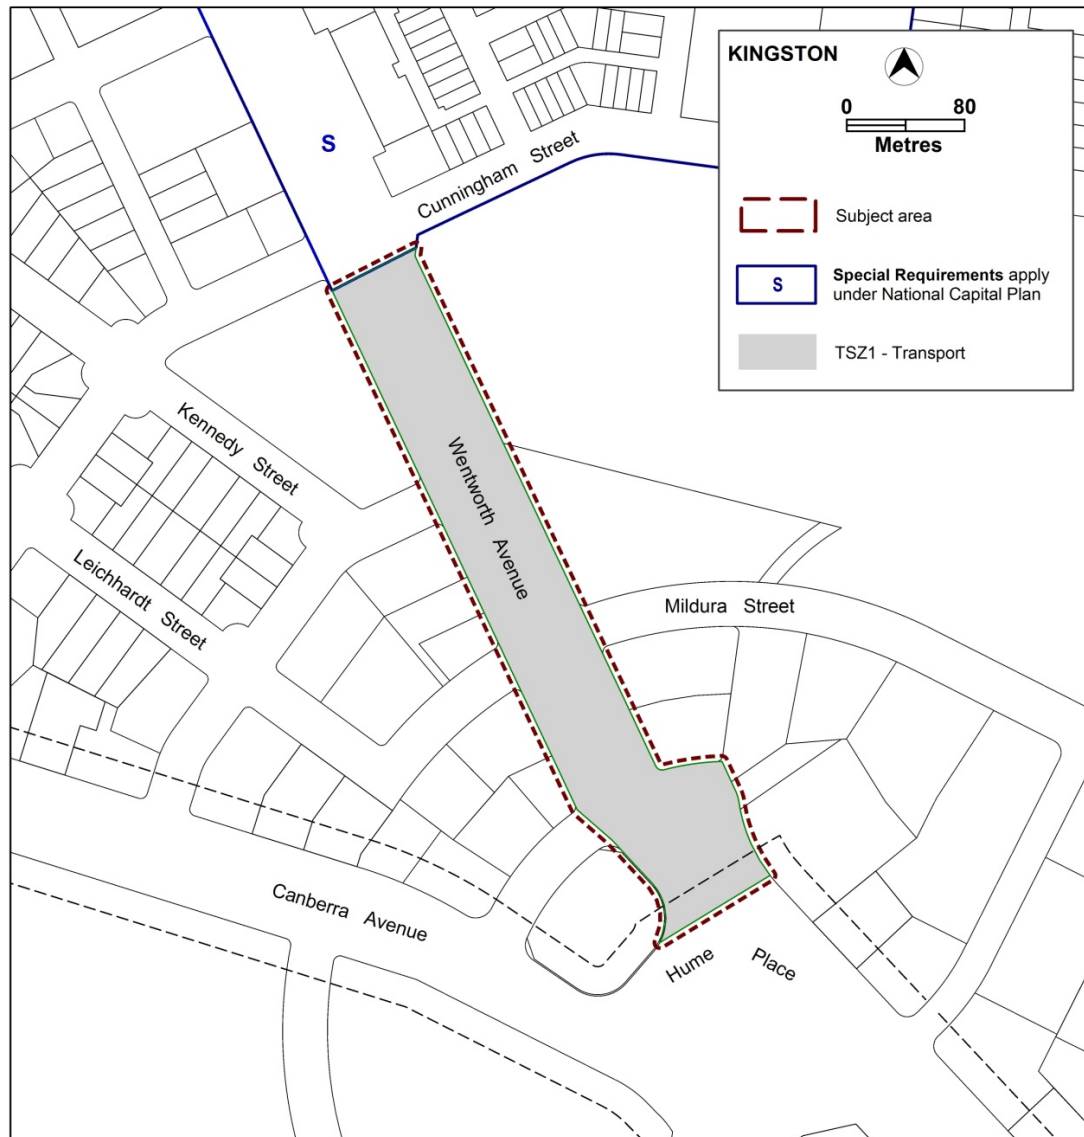 KINGSTON
0 80
Metres
Subject area
S
Special Requirements apply
under National Capital Plan
TSZ1 - Transport
S
Cunningham Street
Kennedy Street
Wentworth Avenue
Leichhardt Street
Mildura Street
Canberra Avenue
Hume Place